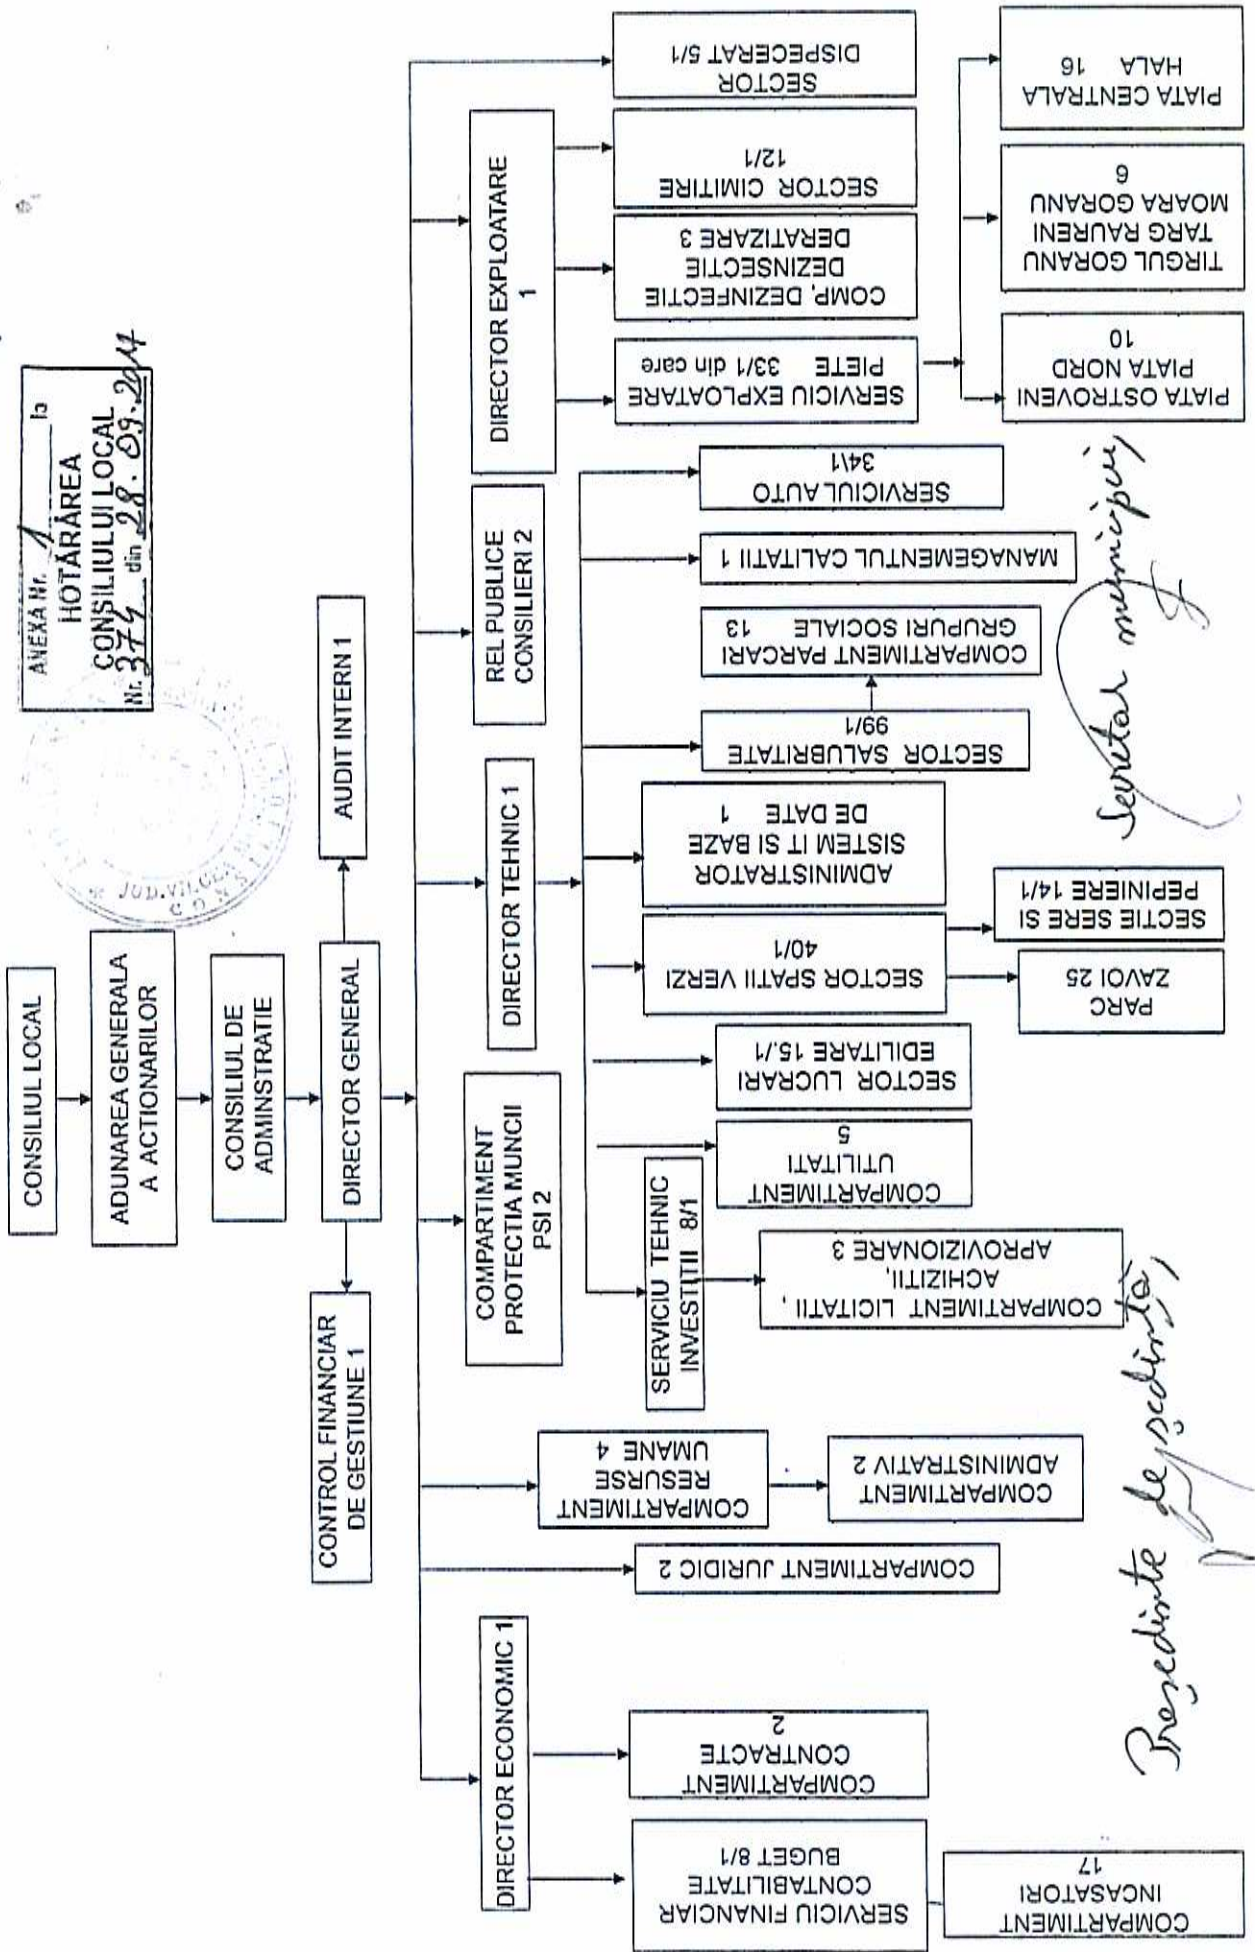 ANEXA Nr. 1 la
HOTĂRÂREA
CONSILIULUI LOCAL
Nr. 374 din 28.09.2017
JUD. VILCEA
CONSILIUL LOCAL
ADUNAREA GENERALA
A ACTIONARILOR
CONSILIUL DE
ADMINSTRATIE
DIRECTOR GENERAL
CONTROL FINANCIAR
DE GESTIUNE 1
AUDIT INTERN 1
DIRECTOR ECONOMIC 1
COMPARTIMENT
PROTECTIA MUNCII
PSI 2
DIRECTOR TEHNIC 1
REL PUBLICE
CONSILIERI 2
DIRECTOR EXPLOATARE
1
SERVICIU FINANCIAR
CONTABILITATE
BUGET 8/1
COMPARTIMENT
INCASATORI
17
COMPARTIMENT
CONTRACTE
2
COMPARTIMENT JURIDIC 2
COMPARTIMENT
RESURSE
UMANE 4
COMPARTIMENT
ADMINISTRATIV 2
SERVICIU TEHNIC
INVESTITII 8/1
COMPARTIMENT LICITATII ,
ACHIZITII,
APROVIZIONARE 3
COMPARTIMENT
UTILITATI
5
SECTOR LUCRARI
EDILITARE 15./1
SECTOR SPATII VERZI
40/1
PARC
ZAVOI 25
SECTIE SERE SI
PEPINIERE 14/1
ADMINISTRATOR
SISTEM IT SI BAZE
DE DATE 1
SECTOR SALUBRITATE
99/1
COMPARTIMENT PARCARI
GRUPURI SOCIALE 13
MANAGEMENTUL CALITATII 1
SERVICIUL AUTO
34/1
SERVICIU EXPLOATARE
PIETE 33/1 din care
COMP. DEZINFECTIE
DEZINSECTIE
DERATIZARE 3
SECTOR CIMITIRE
12/1
SECTOR
DISPECERAT 5/1
PIATA OSTROVENI
PIATA NORD
10
TIRGUL GORANU
TARG RAURENI
MOARA GORANU
6
PIATA CENTRALA
HALA 16
Preşedinte de şedinţă,
Secretar municipiu,